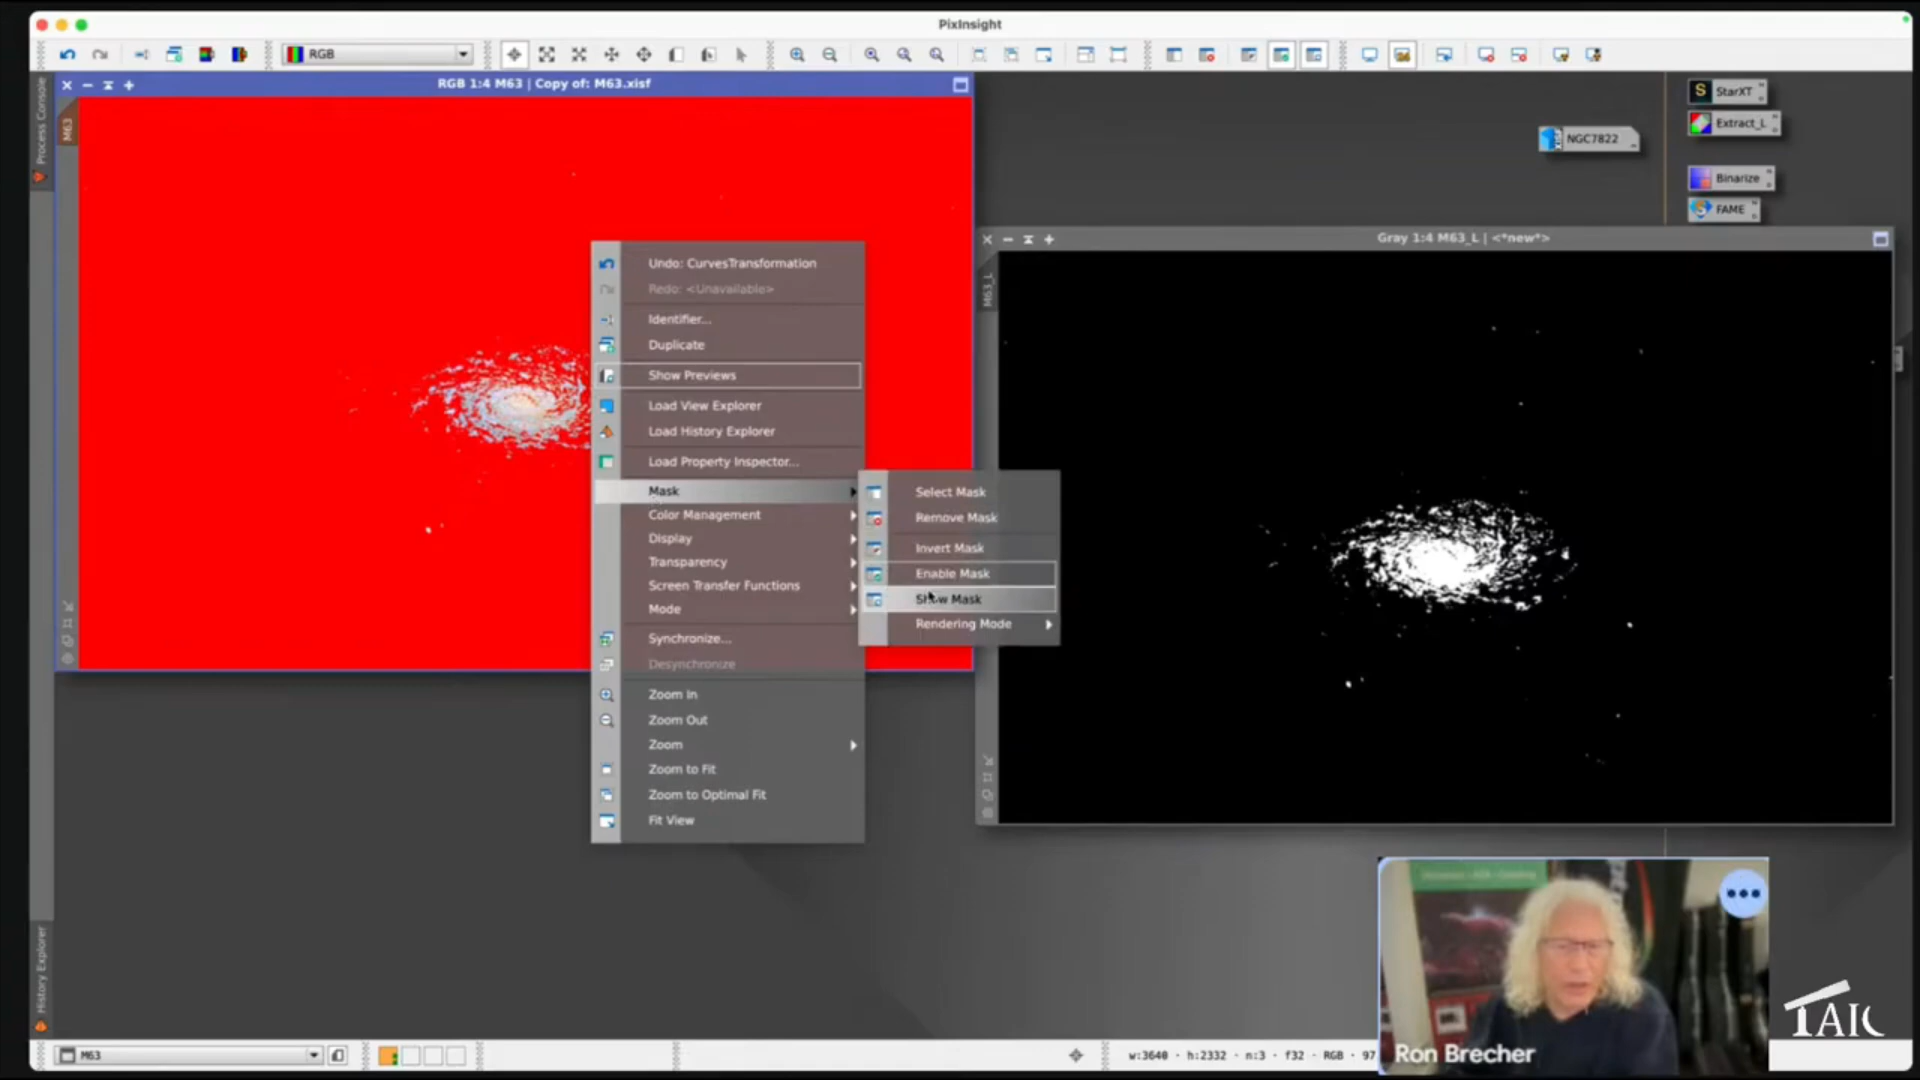 PixInsight
RGB
RGB 1:4 M63 | Copy of: M63.xisf
Process Console
M63
StarXT
Extract_L
NGC7822
Binarize
FAME
Gray 1:4 M63_L | <*new*>
M63_L
Undo: CurvesTransformation
Redo: <Unavailable>
Identifier...
Duplicate
Show Previews
Load View Explorer
Load History Explorer
Load Property Inspector...
Mask
Color Management
Display
Transparency
Screen Transfer Functions
Mode
Synchronize...
Desynchronize
Zoom In
Zoom Out
Zoom
Zoom to Fit
Zoom to Optimal Fit
Fit View
Select Mask
Remove Mask
Invert Mask
Enable Mask
Show Mask
Rendering Mode
History Explorer
M63
w:3640 · h:2332 · n:3 · f32 · RGB · 97
Ron Brecher
TAIC